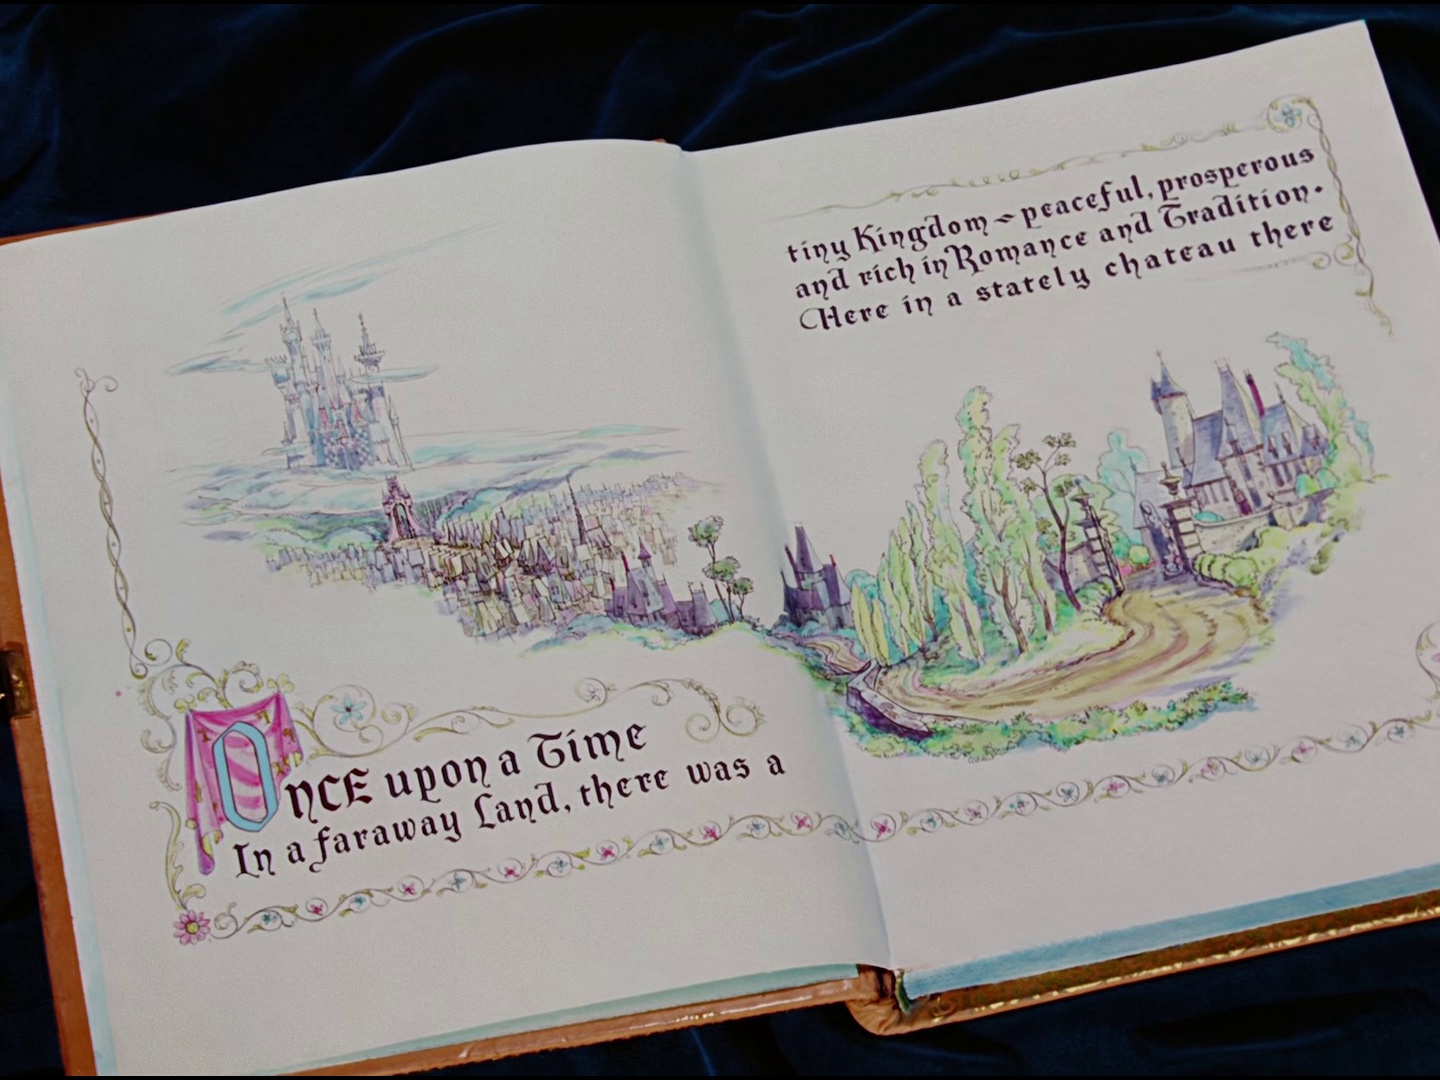 ONCE upon a Time
In a faraway Land, there was a
tiny Kingdom ~ peaceful, prosperous
and rich in Romance and Tradition.
Here in a stately chateau there